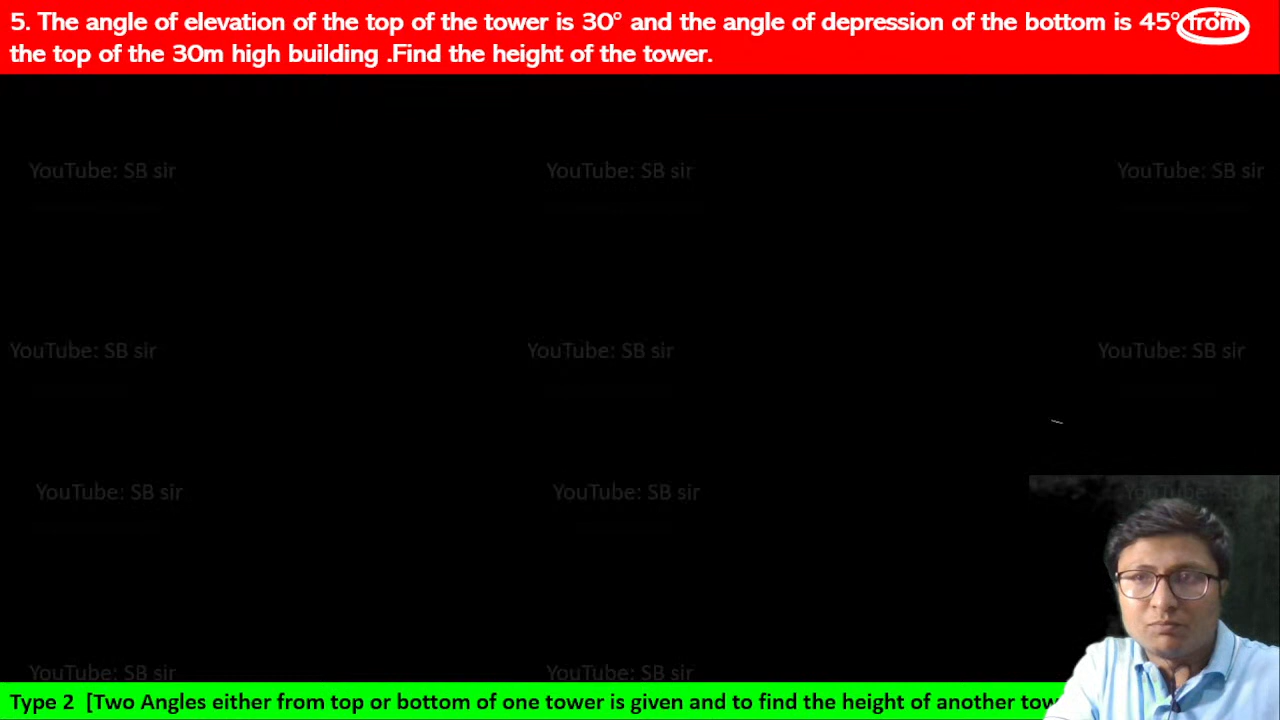 5. The angle of elevation of the top of the tower is 30° and the angle of depression of the bottom is 45° from
the top of the 30m high building .Find the height of the tower.
YouTube: SB sir YouTube: SB sir YouTube: SB sir
YouTube: SB sir YouTube: SB sir YouTube: SB sir
YouTube: SB sir YouTube: SB sir
YouTube: SB sir YouTube: SB sir
Type 2 [Two Angles either from top or bottom of one tower is given and to find the height of another